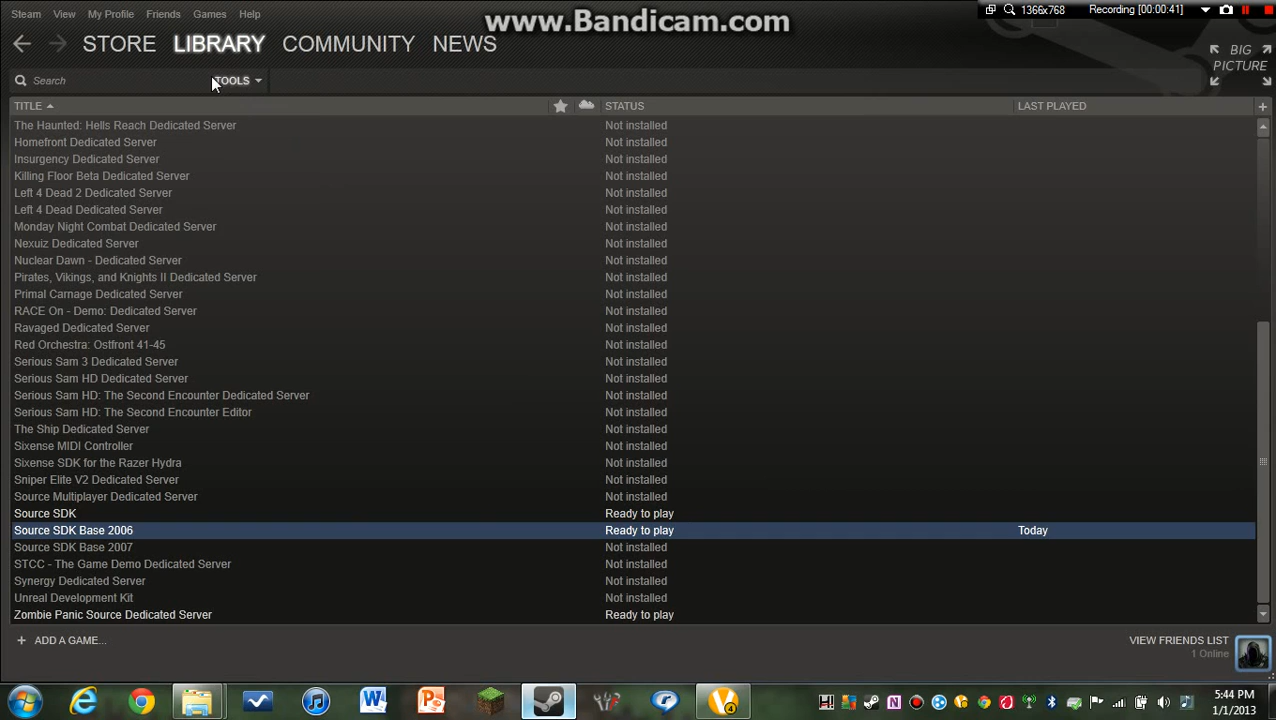 Steam View My Profile Friends Games Help
www.Bandicam.com
1366x768 Recording [00:00:41]
STORE LIBRARY COMMUNITY NEWS
BIG PICTURE
Search TOOLS
TITLE STATUS LAST PLAYED
The Haunted: Hells Reach Dedicated Server Not installed
Homefront Dedicated Server Not installed
Insurgency Dedicated Server Not installed
Killing Floor Beta Dedicated Server Not installed
Left 4 Dead 2 Dedicated Server Not installed
Left 4 Dead Dedicated Server Not installed
Monday Night Combat Dedicated Server Not installed
Nexuiz Dedicated Server Not installed
Nuclear Dawn - Dedicated Server Not installed
Pirates, Vikings, and Knights II Dedicated Server Not installed
Primal Carnage Dedicated Server Not installed
RACE On - Demo: Dedicated Server Not installed
Ravaged Dedicated Server Not installed
Red Orchestra: Ostfront 41-45 Not installed
Serious Sam 3 Dedicated Server Not installed
Serious Sam HD Dedicated Server Not installed
Serious Sam HD: The Second Encounter Dedicated Server Not installed
Serious Sam HD: The Second Encounter Editor Not installed
The Ship Dedicated Server Not installed
Sixense MIDI Controller Not installed
Sixense SDK for the Razer Hydra Not installed
Sniper Elite V2 Dedicated Server Not installed
Source Multiplayer Dedicated Server Not installed
Source SDK Ready to play
Source SDK Base 2006 Ready to play Today
Source SDK Base 2007 Not installed
STCC - The Game Demo Dedicated Server Not installed
Synergy Dedicated Server Not installed
Unreal Development Kit Not installed
Zombie Panic Source Dedicated Server Ready to play
+ ADD A GAME... VIEW FRIENDS LIST
1 Online
5:44 PM
1/1/2013